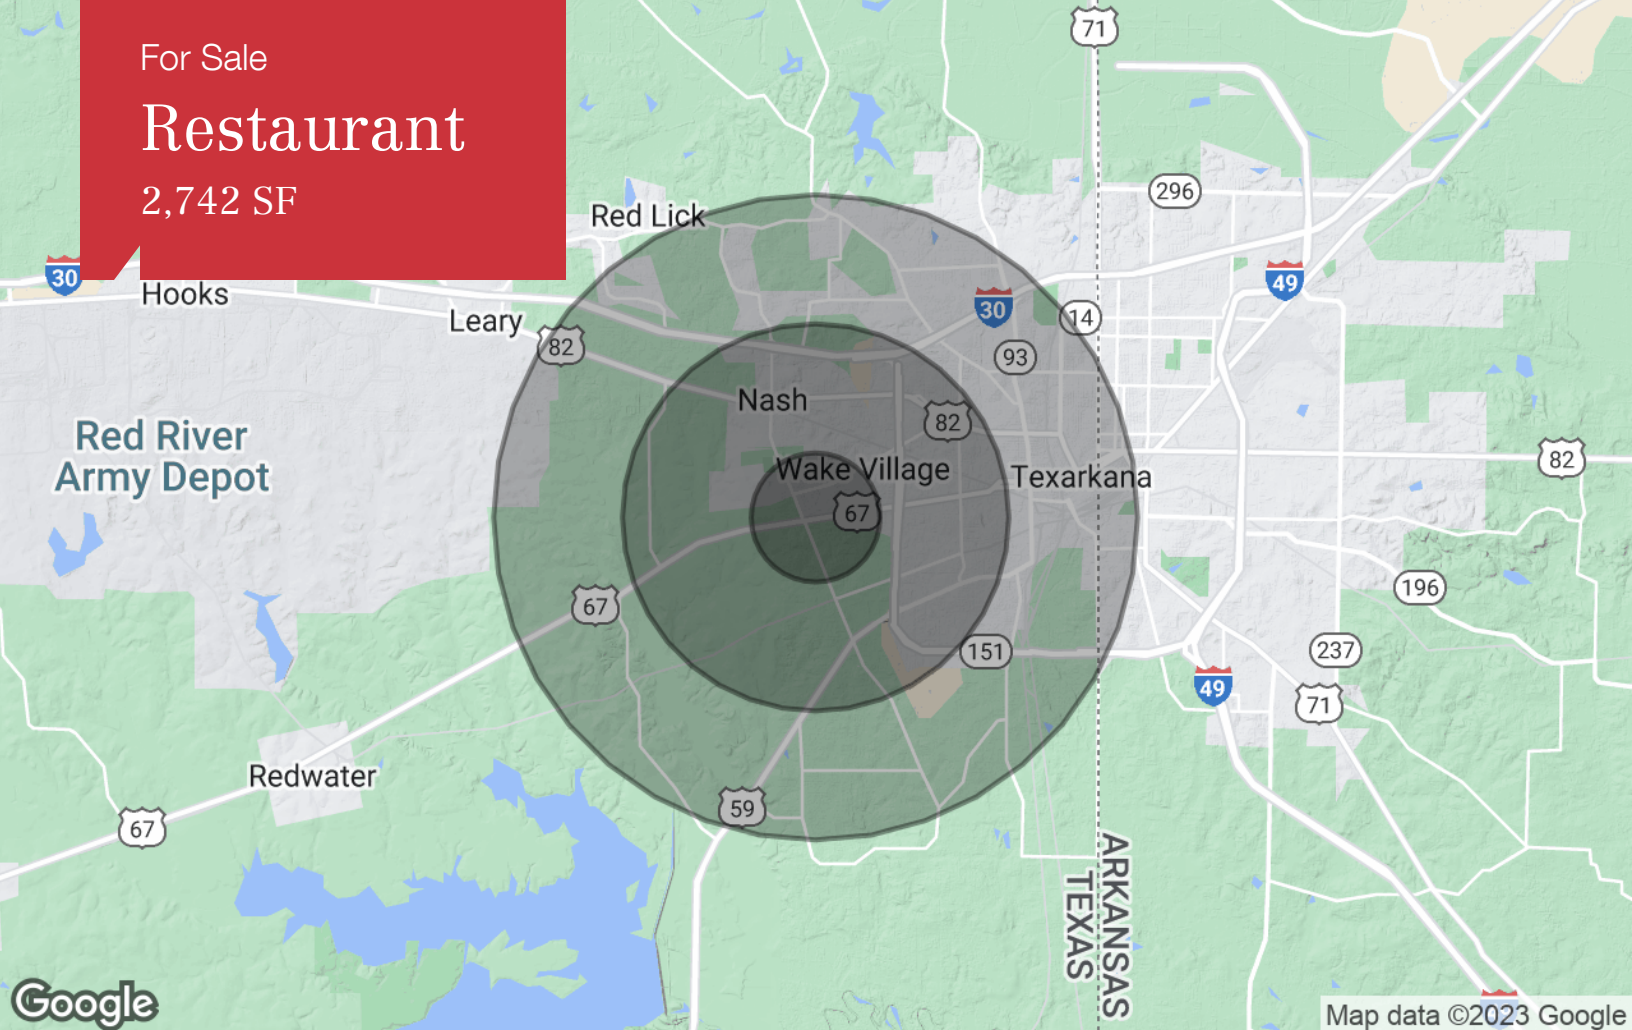 For Sale
Restaurant
2,742 SF
71
296
Red Lick
30
Hooks
49
30
14
Leary
82
93
Nash
82
Red River
Army Depot
82
Wake Village
Texarkana
67
196
67
151
237
49
71
Redwater
59
67
ARKANSAS
TEXAS
Google
Map data ©2023 Google